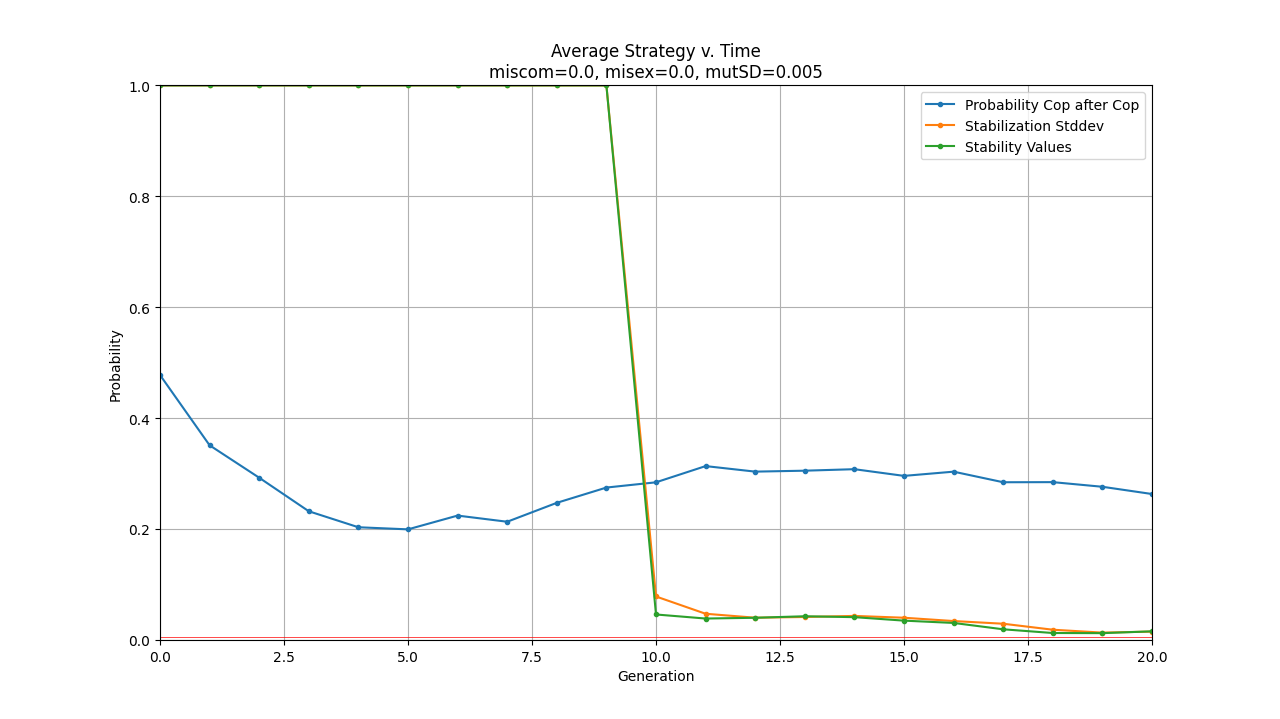 Average Strategy v. Time
miscom=0.0, misex=0.0, mutSD=0.005
Probability Cop after Cop
Stabilization Stddev
Stability Values
Probability
1.0
0.8
0.6
0.4
0.2
0.0
0.0 2.5 5.0 7.5 10.0 12.5 15.0 17.5 20.0
Generation